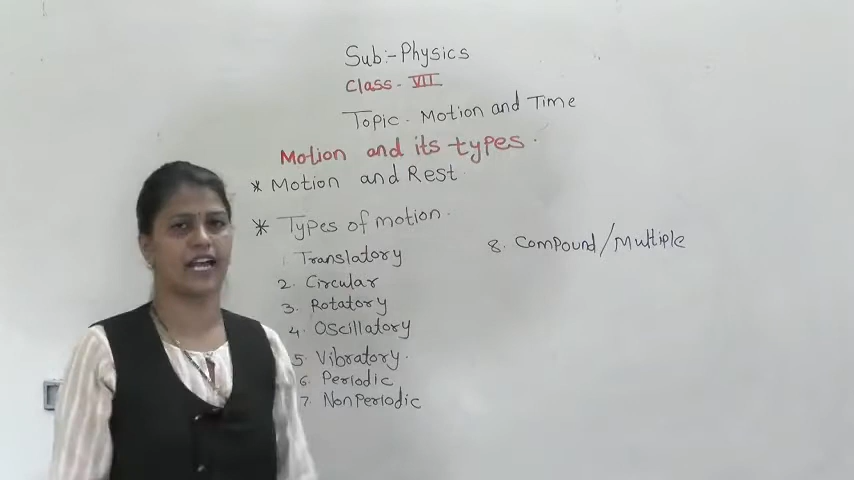 Sub:- Physics
Class - VII
Topic. Motion and Time
Motion and its types.
* Motion and Rest.
* Types of motion.
1. Translatory
2. Circular
3. Rotatory
4. Oscillatory
5. Vibratory.
6. Periodic
7. NonPeriodic
8. Compound/Multiple